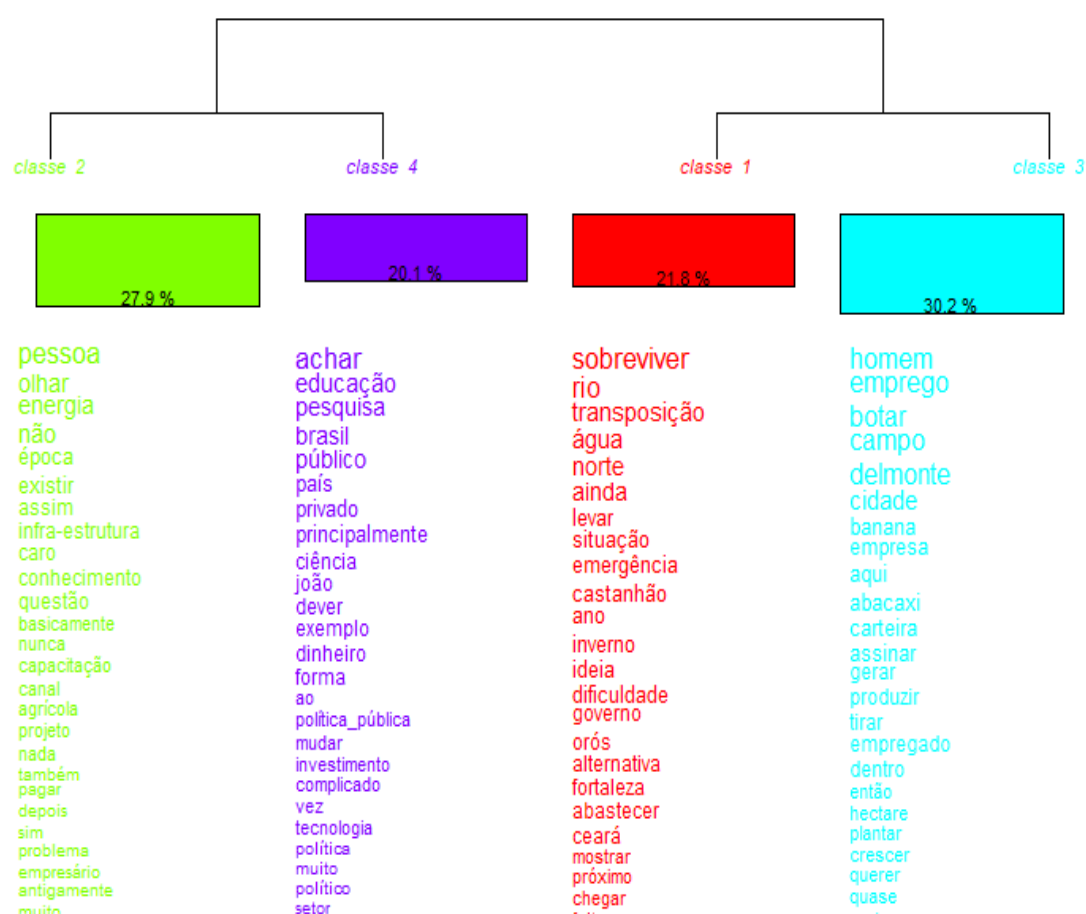 classe 2
classe 4
classe 1
classe 3
27.9 %
20.1 %
21.8 %
30.2 %
pessoa
olhar
energia
não
época
existir
assim
infra-estrutura
caro
conhecimento
questão
basicamente
nunca
capacitação
canal
agrícola
projeto
nada
também
pagar
depois
sim
problema
empresário
antigamente
muito
achar
educação
pesquisa
brasil
público
país
privado
principalmente
ciência
joão
dever
exemplo
dinheiro
forma
ao
política_pública
mudar
investimento
complicado
vez
tecnologia
política
muito
político
setor
sobreviver
rio
transposição
água
norte
ainda
levar
situação
emergência
castanhão
ano
inverno
ideia
dificuldade
governo
orós
alternativa
fortaleza
abastecer
ceará
mostrar
próximo
chegar
homem
emprego
botar
campo
delmonte
cidade
banana
empresa
aqui
abacaxi
carteira
assinar
gerar
produzir
tirar
empregado
dentro
então
hectare
plantar
crescer
querer
quase